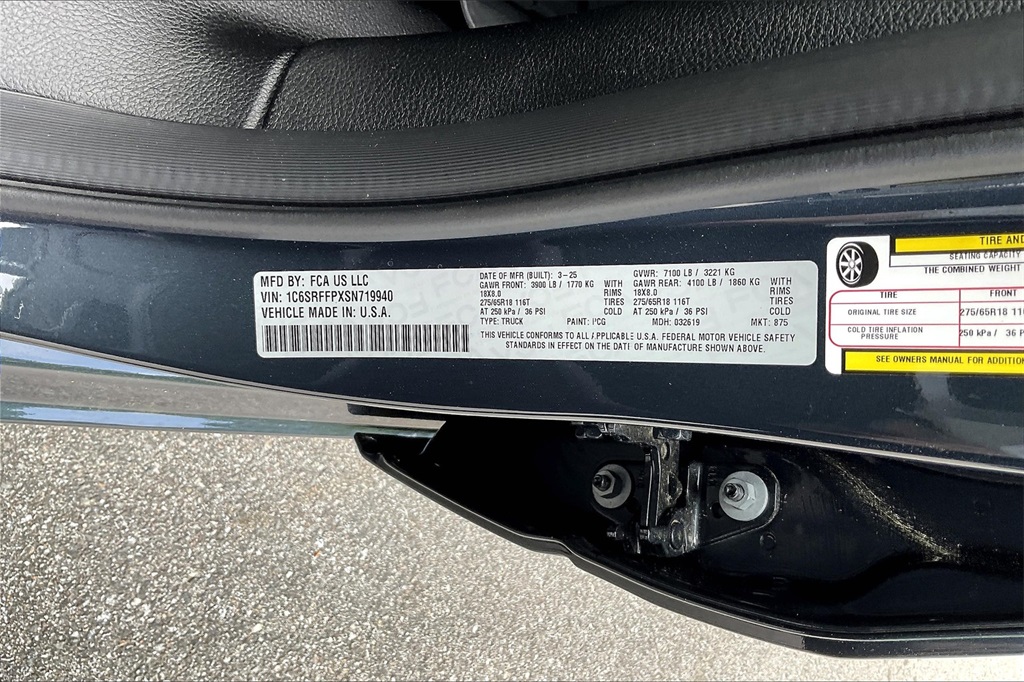 MFD BY: FCA US LLC
VIN: 1C6SRFFPXSN719940
VEHICLE MADE IN: U.S.A.
DATE OF MFR (BUILT): 3-25
GVWR: 7100 LB / 3221 KG
GAWR FRONT: 3900 LB / 1770 KG WITH
GAWR REAR: 4100 LB / 1860 KG WITH
18X8.0 RIMS
18X8.0 RIMS
275/65R18 116T TIRES
275/65R18 116T TIRES
AT 250 kPa / 36 PSI COLD
AT 250 kPa / 36 PSI COLD
TYPE: TRUCK PAINT: PCG MDH: 032619 MKT: 875
THIS VEHICLE CONFORMS TO ALL APPLICABLE U.S.A. FEDERAL MOTOR VEHICLE SAFETY
STANDARDS IN EFFECT ON THE DATE OF MANUFACTURE SHOWN ABOVE.
TIRE AND
SEATING CAPACITY
THE COMBINED WEIGHT
TIRE FRONT
ORIGINAL TIRE SIZE 275/65R18 116
COLD TIRE INFLATION PRESSURE 250 kPa / 36 P
SEE OWNERS MANUAL FOR ADDITION